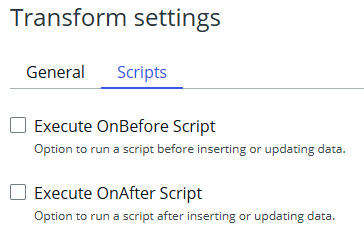 Transform settings
General Scripts
Execute OnBefore Script
Option to run a script before inserting or updating data.
Execute OnAfter Script
Option to run a script after inserting or updating data.